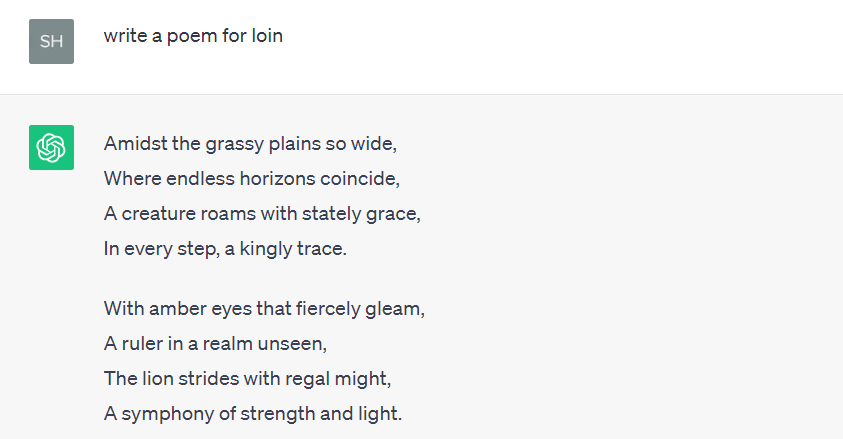 SH
write a poem for loin
Amidst the grassy plains so wide,
Where endless horizons coincide,
A creature roams with stately grace,
In every step, a kingly trace.
With amber eyes that fiercely gleam,
A ruler in a realm unseen,
The lion strides with regal might,
A symphony of strength and light.